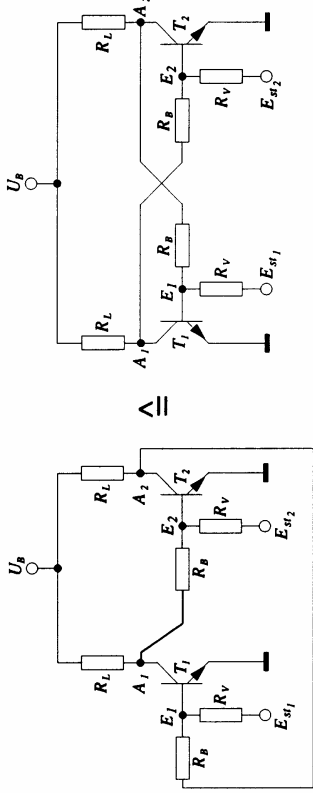 U_B
R_L
R_L
A_1
A_2
T_1
T_2
E_1
E_2
R_B
R_B
R_V
R_V
E_st1
E_st2
≙
U_B
R_L
R_L
A_1
A
T_1
T_2
E_1
E_2
R_B
R_B
R_V
R_V
E_st1
E_st2